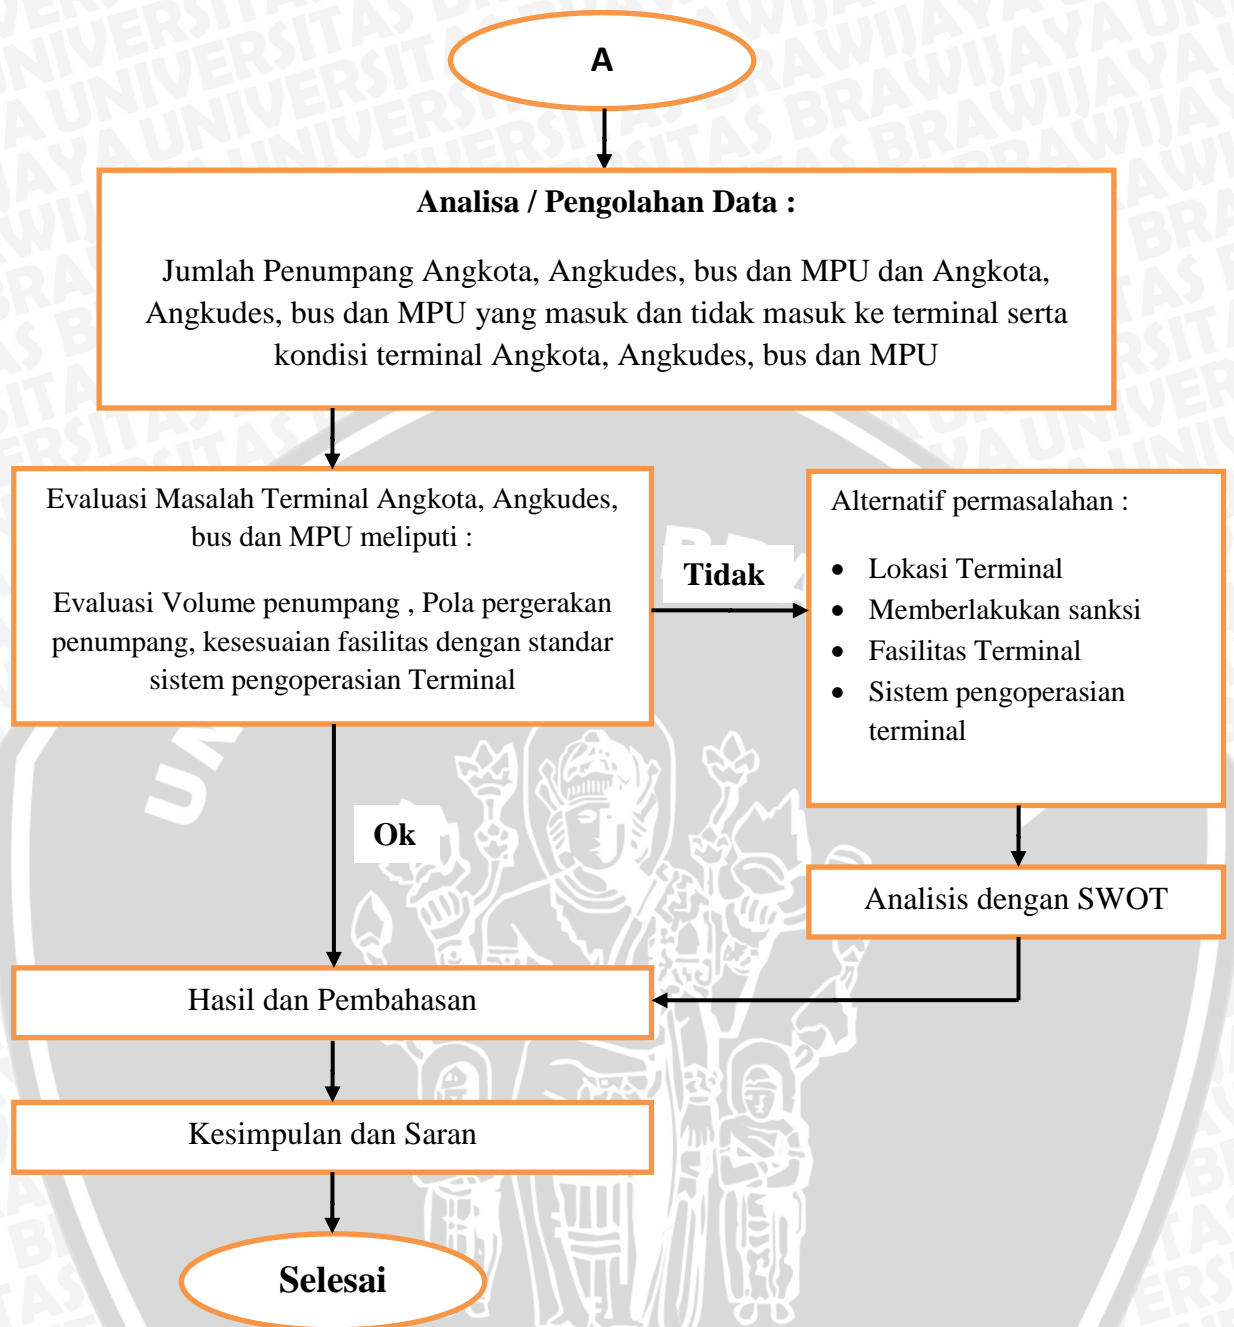 A
Analisa / Pengolahan Data :
Jumlah Penumpang Angkota, Angkudes, bus dan MPU dan Angkota,
Angkudes, bus dan MPU yang masuk dan tidak masuk ke terminal serta
kondisi terminal Angkota, Angkudes, bus dan MPU
Evaluasi Masalah Terminal Angkota, Angkudes,
bus dan MPU meliputi :
Evaluasi Volume penumpang , Pola pergerakan
penumpang, kesesuaian fasilitas dengan standar
sistem pengoperasian Terminal
Tidak
Alternatif permasalahan :
• Lokasi Terminal
• Memberlakukan sanksi
• Fasilitas Terminal
• Sistem pengoperasian
terminal
Ok
Analisis dengan SWOT
Hasil dan Pembahasan
Kesimpulan dan Saran
Selesai